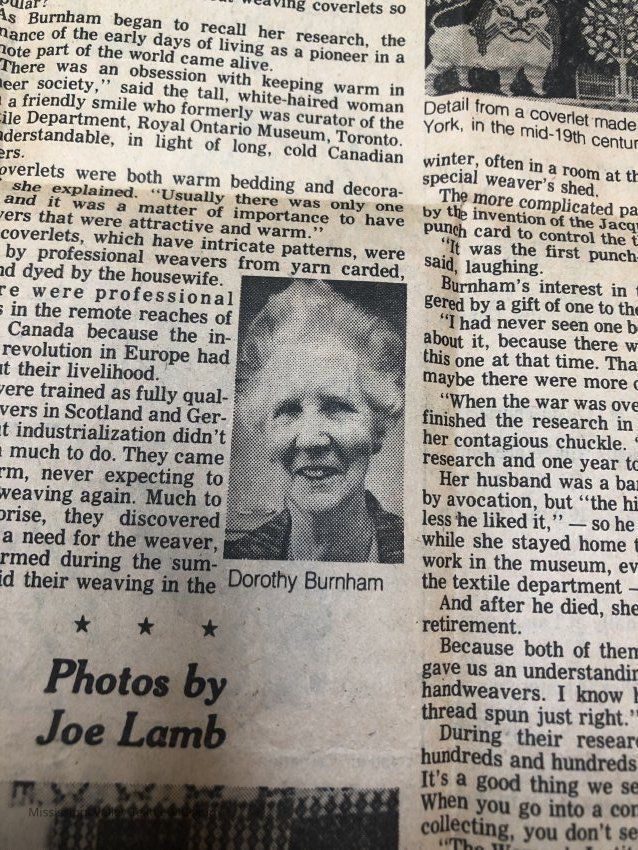 weaving coverlets so
pular?
As Burnham began to recall her research, the
mance of the early days of living as a pioneer in a
mote part of the world came alive.
"There was an obsession with keeping warm in
eer society," said the tall, white-haired woman
a friendly smile who formerly was curator of the
ile Department, Royal Ontario Museum, Toronto.
nderstandable, in light of long, cold Canadian
ers.
overlets were both warm bedding and decora-
she explained. "Usually there was only one
and it was a matter of importance to have
vers that were attractive and warm."
coverlets, which have intricate patterns, were
by professional weavers from yarn carded,
nd dyed by the housewife.
re were professional
s in the remote reaches of
Canada because the in-
revolution in Europe had
ut their livelihood.
were trained as fully qual-
vers in Scotland and Ger-
t industrialization didn't
much to do. They came
rm, never expecting to
weaving again. Much to
prise, they discovered
a need for the weaver,
rmed during the sum-
id their weaving in the
Dorothy Burnham
★ ★ ★
Photos by
Joe Lamb
Detail from a coverlet made
York, in the mid-19th centur
winter, often in a room at th
special weaver's shed.
The more complicated pa
by the invention of the Jacq
punch card to control the t
"It was the first punch-
said, laughing.
Burnham's interest in
gered by a gift of one to the
"I had never seen one b
about it, because there w
this one at that time. Tha
maybe there were more
"When the war was ove
finished the research in
her contagious chuckle.
research and one year to
Her husband was a ba
by avocation, but "the hi
less he liked it," — so he
while she stayed home t
work in the museum, ev
the textile department —
And after he died, she
retirement.
Because both of them
gave us an understandin
handweavers. I know
thread spun just right."
During their resear
hundreds and hundreds
It's a good thing we se
When you go into a cor
collecting, you don't se